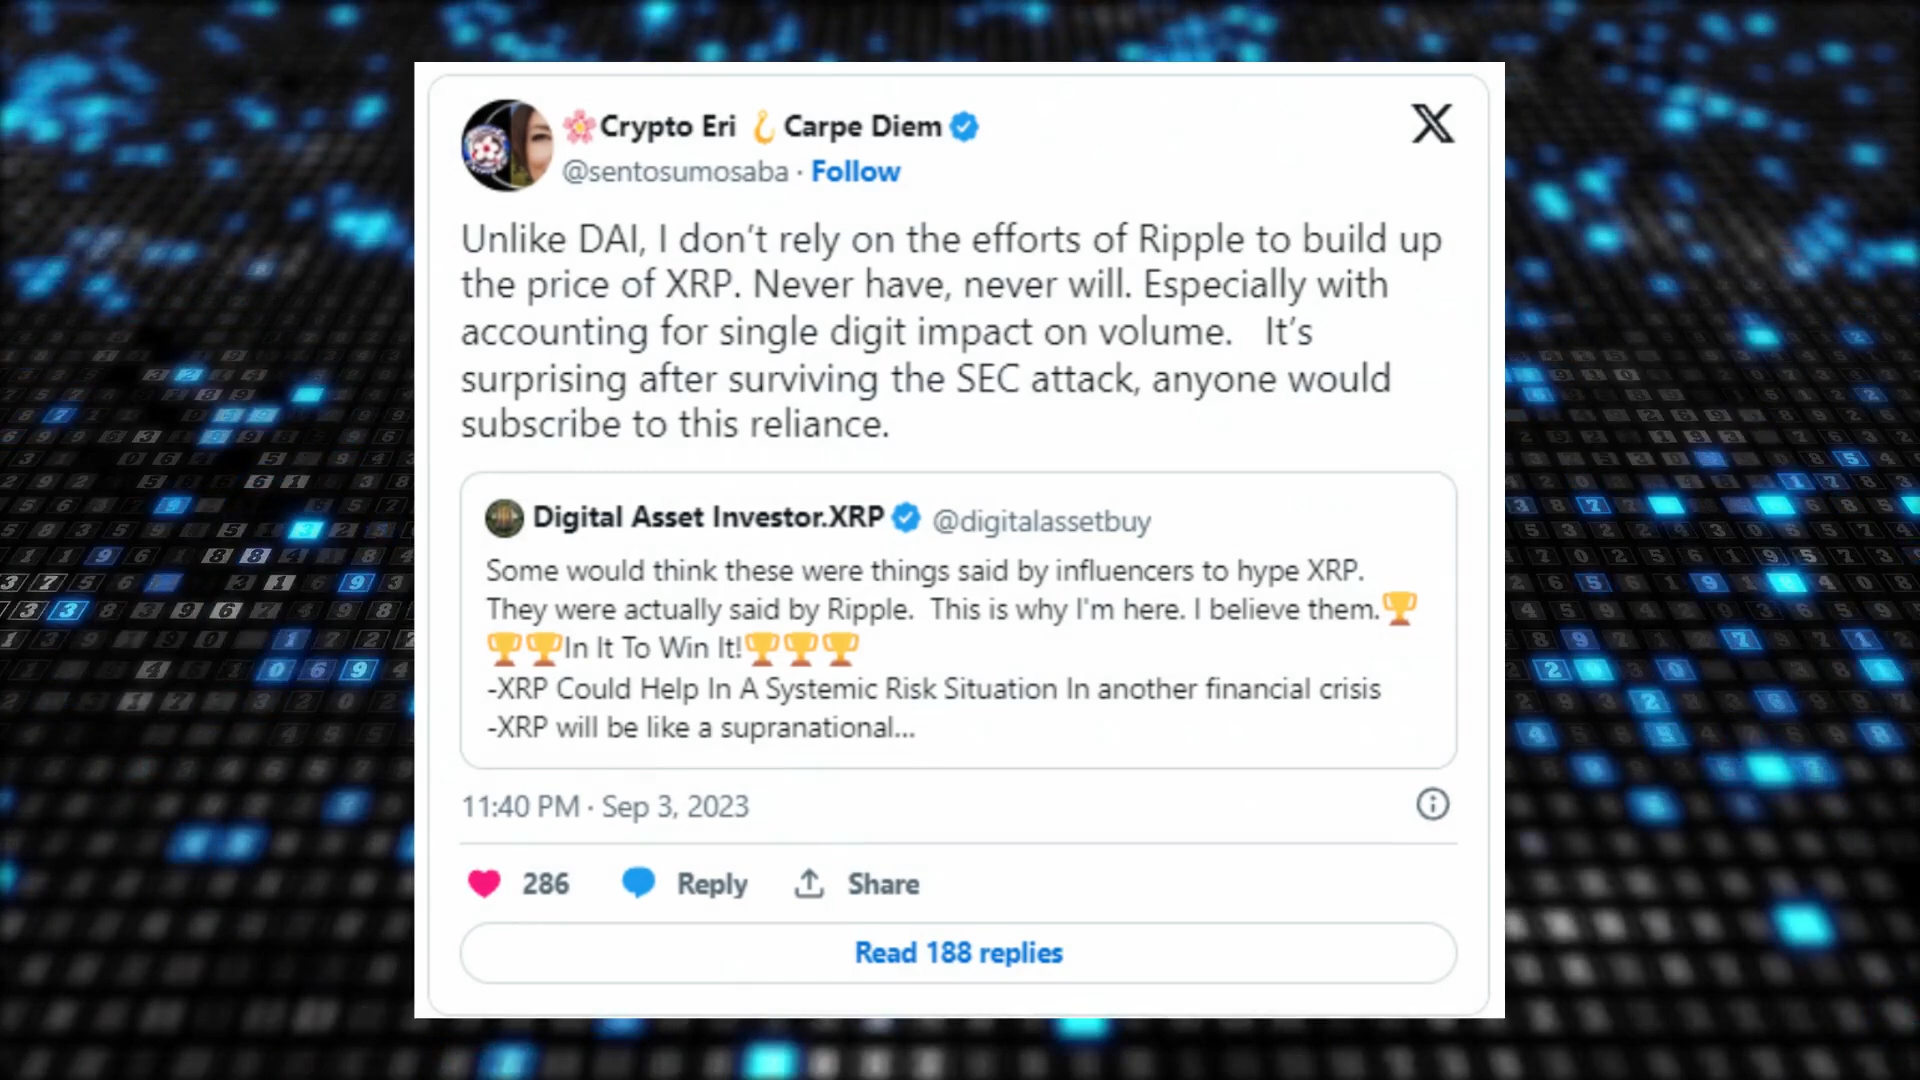 🌸Crypto Eri 🪝Carpe Diem
@sentosumosaba · Follow
Unlike DAI, I don’t rely on the efforts of Ripple to build up
the price of XRP. Never have, never will. Especially with
accounting for single digit impact on volume.   It’s
surprising after surviving the SEC attack, anyone would
subscribe to this reliance.
Digital Asset Investor.XRP @digitalassetbuy
Some would think these were things said by influencers to hype XRP.
They were actually said by Ripple.  This is why I'm here. I believe them.🏆
🏆🏆In It To Win It!🏆🏆🏆
-XRP Could Help In A Systemic Risk Situation In another financial crisis
-XRP will be like a supranational...
11:40 PM · Sep 3, 2023
286 Reply Share
Read 188 replies